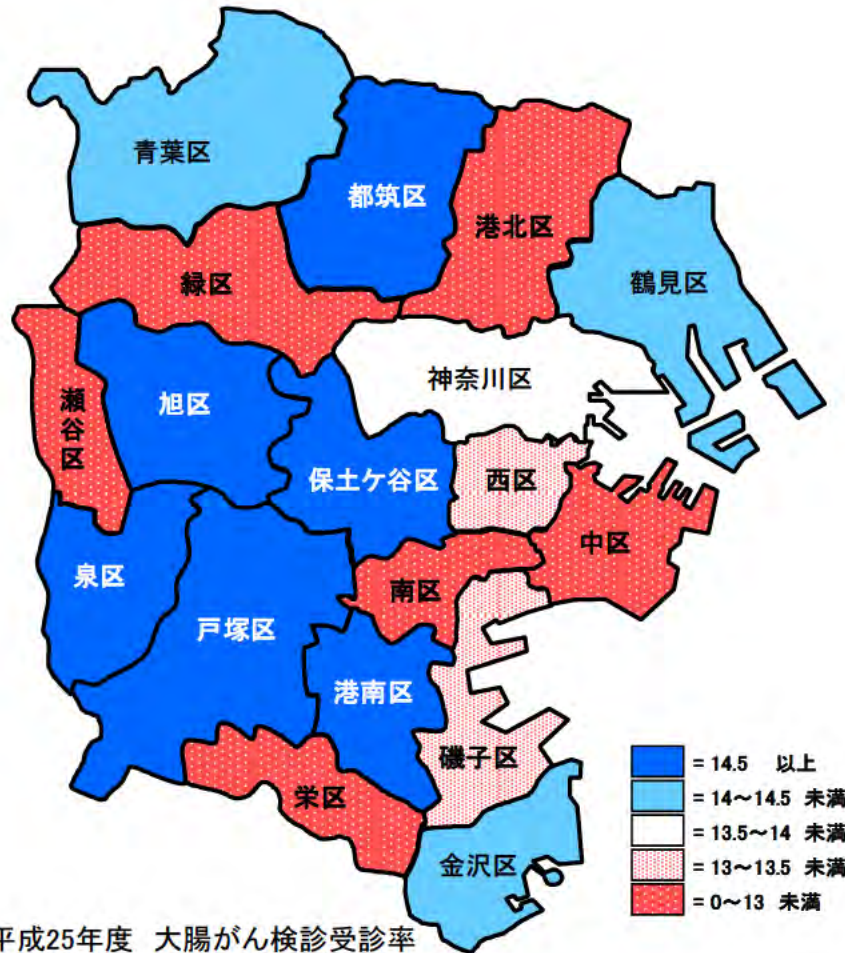 青葉区
都筑区
港北区
緑区
鶴見区
神奈川区
瀬谷区
旭区
保土ケ谷区
西区
中区
泉区
南区
戸塚区
港南区
磯子区
栄区
金沢区
= 14.5 以上
= 14～14.5 未満
= 13.5～14 未満
= 13～13.5 未満
= 0～13 未満
平成25年度 大腸がん検診受診率